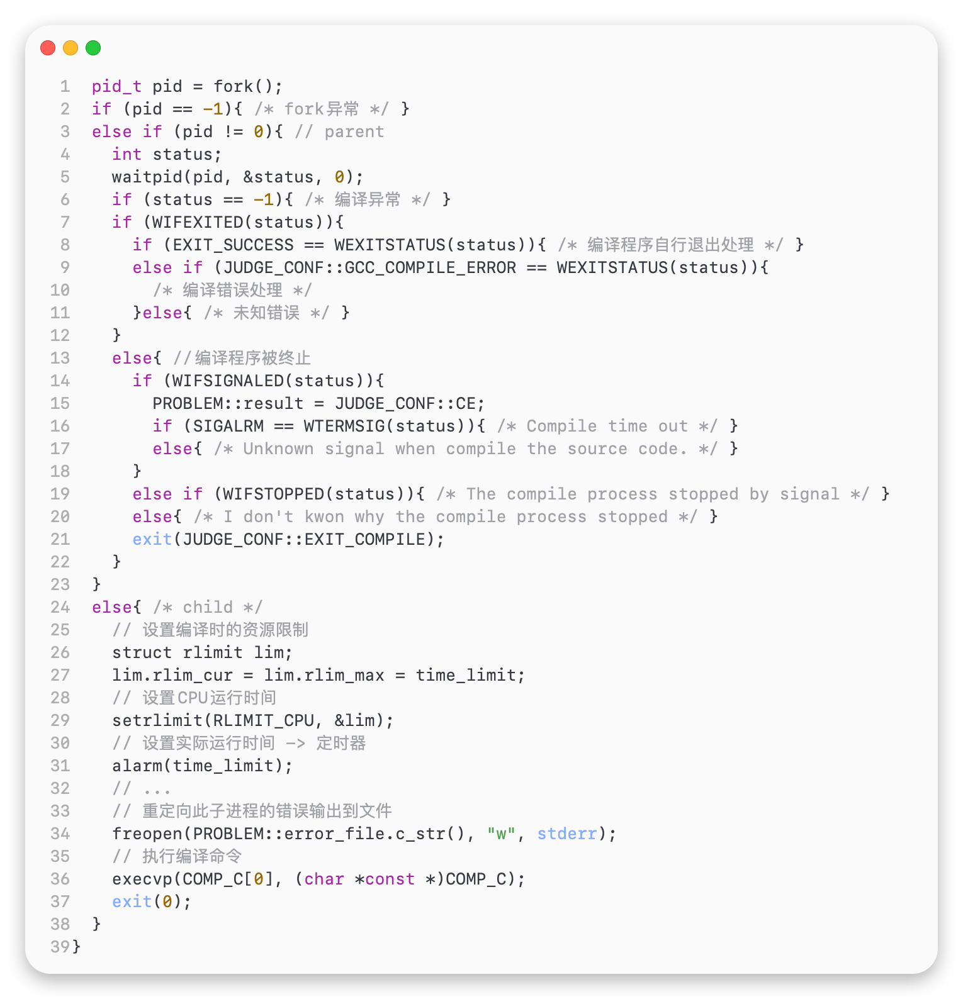 1 pid_t pid = fork();
2 if (pid == -1){ /* fork异常 */ }
3 else if (pid != 0){ // parent
4 int status;
5 waitpid(pid, &status, 0);
6 if (status == -1){ /* 编译异常 */ }
7 if (WIFEXITED(status)){
8 if (EXIT_SUCCESS == WEXITSTATUS(status)){ /* 编译程序自行退出处理 */ }
9 else if (JUDGE_CONF::GCC_COMPILE_ERROR == WEXITSTATUS(status)){
10 /* 编译错误处理 */
11 }else{ /* 未知错误 */ }
12 }
13 else{ //编译程序被终止
14 if (WIFSIGNALED(status)){
15 PROBLEM::result = JUDGE_CONF::CE;
16 if (SIGALRM == WTERMSIG(status)){ /* Compile time out */ }
17 else{ /* Unknown signal when compile the source code. */ }
18 }
19 else if (WIFSTOPPED(status)){ /* The compile process stopped by signal */ }
20 else{ /* I don't kwon why the compile process stopped */ }
21 exit(JUDGE_CONF::EXIT_COMPILE);
22 }
23 }
24 else{ /* child */
25 // 设置编译时的资源限制
26 struct rlimit lim;
27 lim.rlim_cur = lim.rlim_max = time_limit;
28 // 设置CPU运行时间
29 setrlimit(RLIMIT_CPU, &lim);
30 // 设置实际运行时间 -> 定时器
31 alarm(time_limit);
32 // ...
33 // 重定向此子进程的错误输出到文件
34 freopen(PROBLEM::error_file.c_str(), "w", stderr);
35 // 执行编译命令
36 execvp(COMP_C[0], (char *const *)COMP_C);
37 exit(0);
38 }
39}